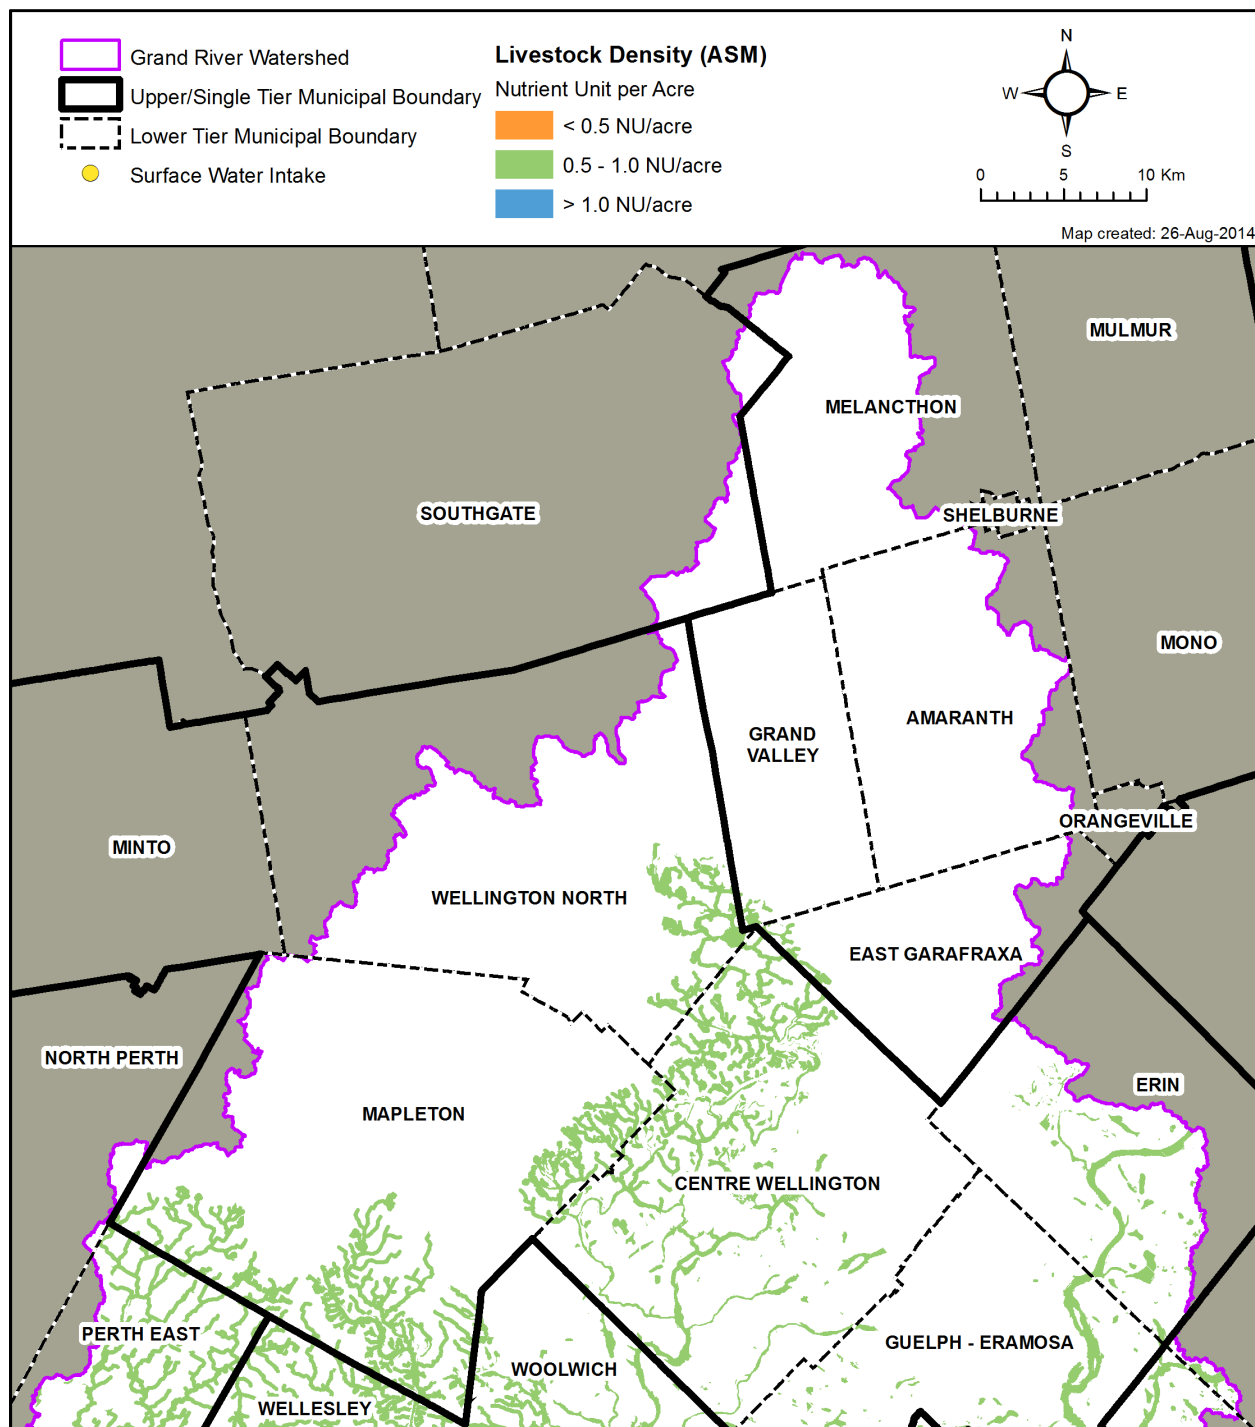 Grand River Watershed
Upper/Single Tier Municipal Boundary
Lower Tier Municipal Boundary
Surface Water Intake
Livestock Density (ASM)
Nutrient Unit per Acre
< 0.5 NU/acre
0.5 - 1.0 NU/acre
> 1.0 NU/acre
N
W E
S
0 5 10 Km
Map created: 26-Aug-2014
MULMUR
MELANCTHON
SOUTHGATE
SHELBURNE
MONO
AMARANTH
GRAND
VALLEY
ORANGEVILLE
MINTO
WELLINGTON NORTH
EAST GARAFRAXA
NORTH PERTH
ERIN
MAPLETON
CENTRE WELLINGTON
PERTH EAST
GUELPH - ERAMOSA
WOOLWICH
WELLESLEY